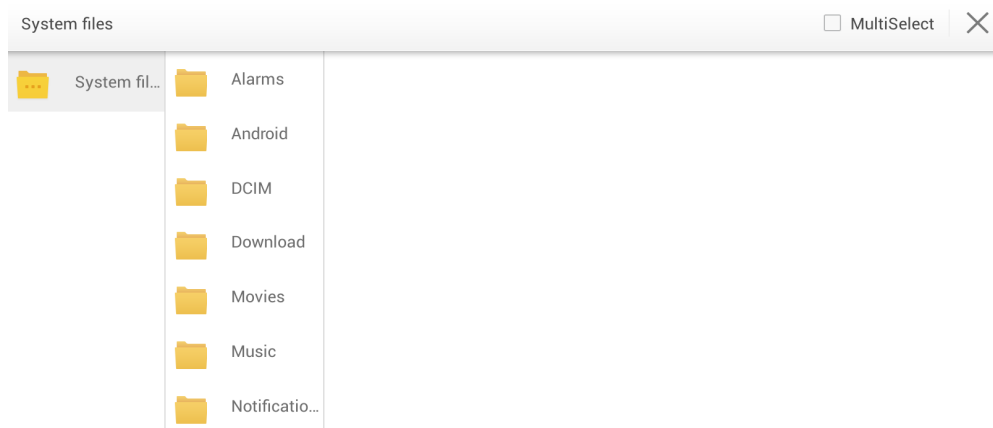 System files
MultiSelect
System fil...
Alarms
Android
DCIM
Download
Movies
Music
Notificatio...